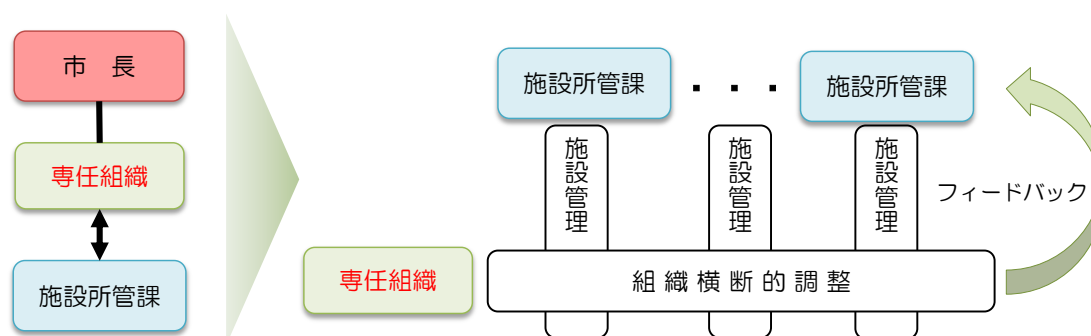 市　長
専任組織
施設所管課
施設所管課
・・・
施設所管課
施設管理
施設管理
施設管理
フィードバック
専任組織
組織横断的調整